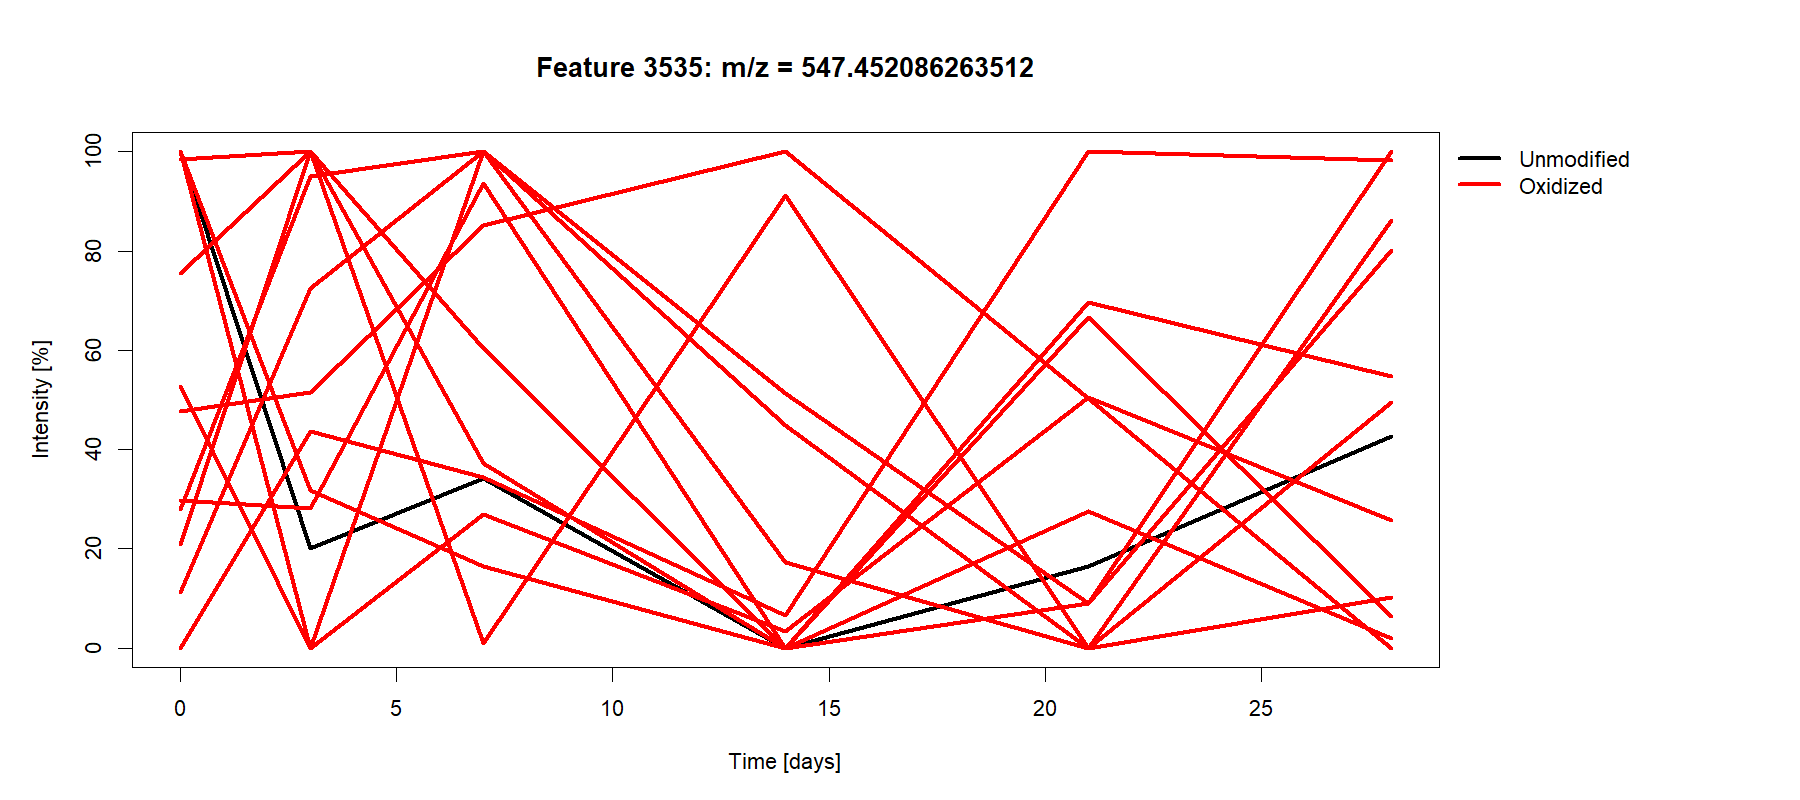 Feature 3535: m/z = 547.452086263512
Unmodified
Oxidized
Intensity [%]
100
80
60
40
20
0
0 5 10 15 20 25
Time [days]